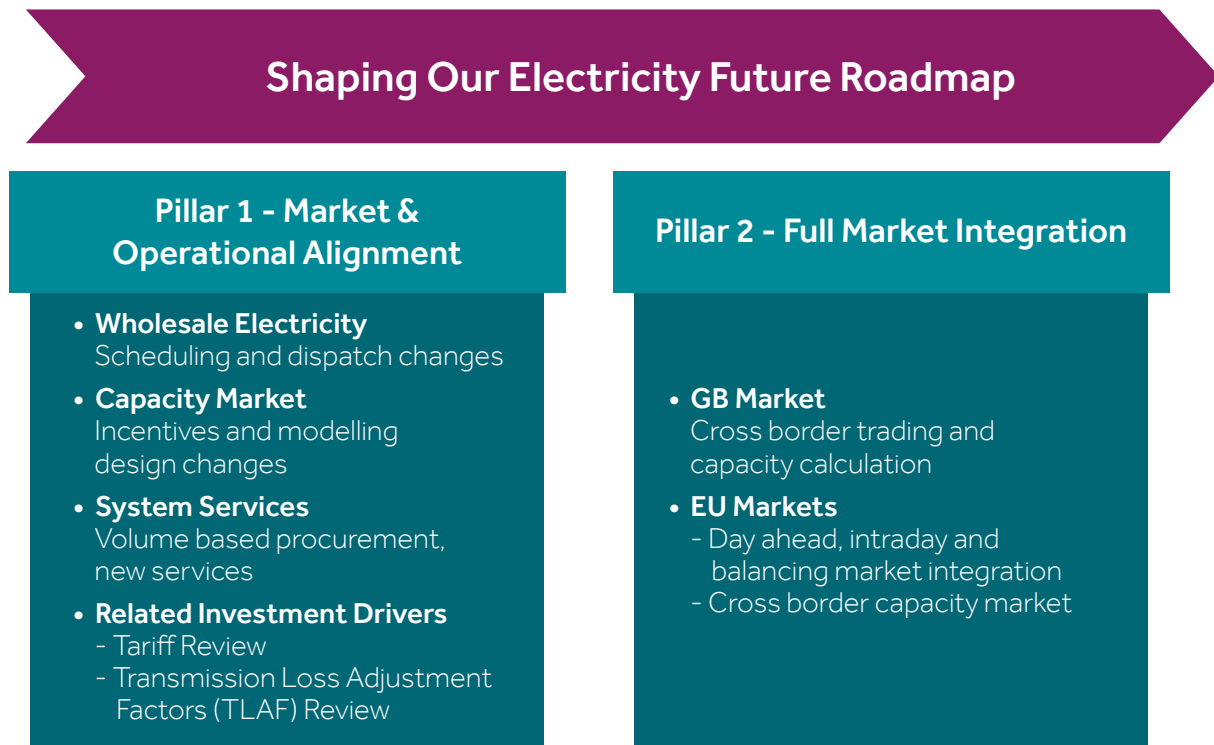 Shaping Our Electricity Future Roadmap
Pillar 1 - Market &
Operational Alignment
• Wholesale Electricity
Scheduling and dispatch changes
• Capacity Market
Incentives and modelling
design changes
• System Services
Volume based procurement,
new services
• Related Investment Drivers
- Tariff Review
- Transmission Loss Adjustment
Factors (TLAF) Review
Pillar 2 - Full Market Integration
• GB Market
Cross border trading and
capacity calculation
• EU Markets
- Day ahead, intraday and
balancing market integration
- Cross border capacity market